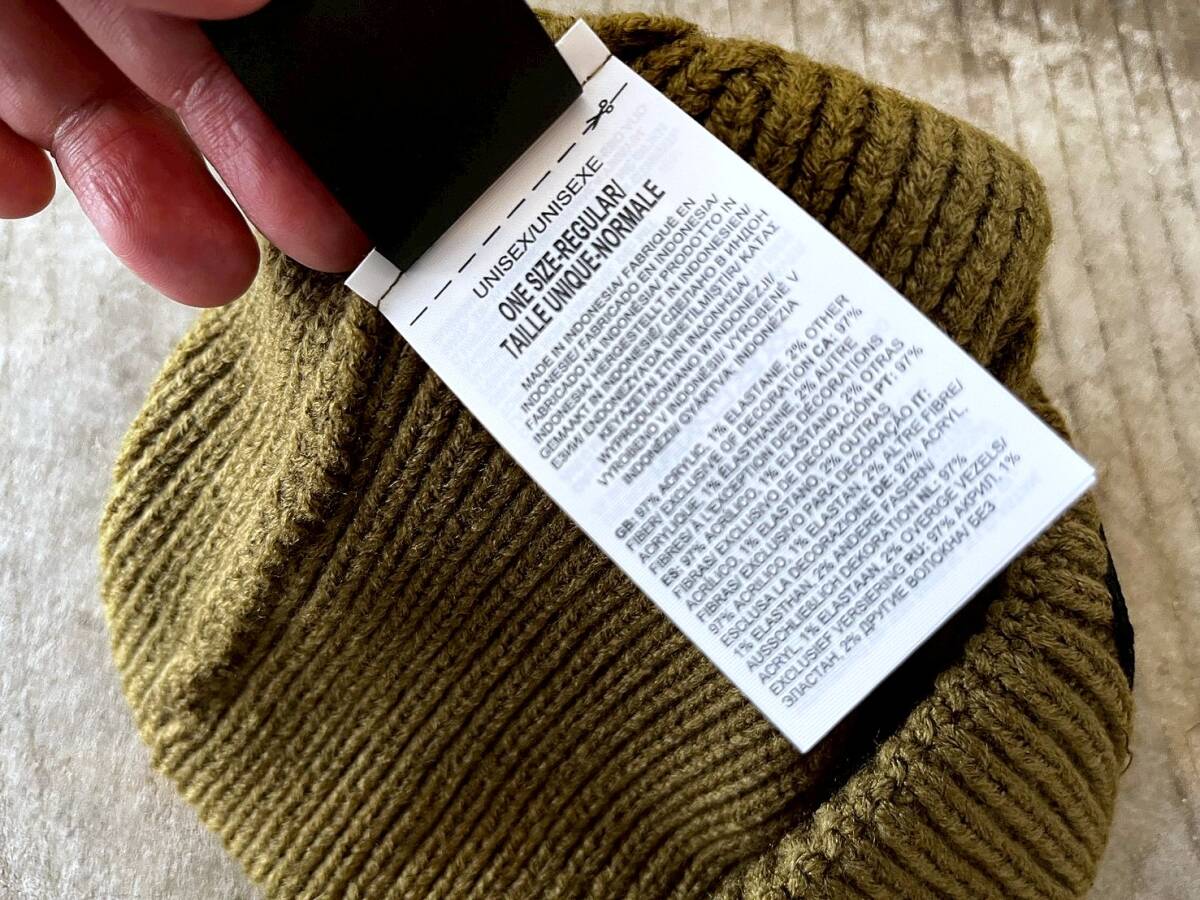 UNISEX/UNISEXE
ONE SIZE-REGULAR/
TAILLE UNIQUE-NORMALE
MADE IN INDONESIA/ FABRIQUÉ EN
INDONESIE/ FABRICADO EN INDONESIA/
FABRICADO NA INDONÉSIA/ PRODOTTO IN
INDONESIA/ HERGESTELLT IN INDONESIEN/
GEMAAKT IN INDONESIË/ СДЕЛАНО В ИНДОН
ЕЗИИ/ ENDONEZYA'DA ÜRETİLMİŞTİR/ ΚΑΤΑΣ
ΚΕΥΑΖΕΤΑΙ ΣΤΗΝ ΙΝΔΟΝΗΣΙΑ/
WYPRODUKOWANO W INDONEZJI/
VYROBENO V INDONÉSII/ VYROBENÉ V
INDONÉZII/ GYÁRTVA: INDONÉZIA
GB: 97% ACRYLIC, 1% ELASTANE, 2% OTHER
FIBER/ EXCLUSIVE OF DECORATION CA: 97%
ACRYLIQUE, 1% ÉLASTHANNE, 2% AUTRE
FIBRES/ À L'EXCEPTION DES DÉCORATIONS
ES: 97% ACRÍLICO, 1% ELASTANO, 2% OTRAS
FIBRAS/ EXCLUSIVO DE DECORACIÓN PT: 97%
ACRÍLICO, 1% ELASTANO, 2% OUTRAS
FIBRAS/ EXCLUSIVO PARA DECORAÇÃO IT:
97% ACRILICO, 1% ELASTAN, 2% ALTRE FIBRE/
ESCLUSA LA DECORAZIONE DE: 97% ACRYL,
1% ELASTHAN, 2% ANDERE FASERN/
AUSSCHLIEßLICH DEKORATION NL: 97%
ACRYL, 1% ELASTAAN, 2% OVERIGE VEZELS/
EXCLUSIEF VERSIERING RU: 97% АКРИЛ, 1%
ЭЛАСТАН, 2% ДРУГИЕ ВОЛОКНА/ БЕЗ